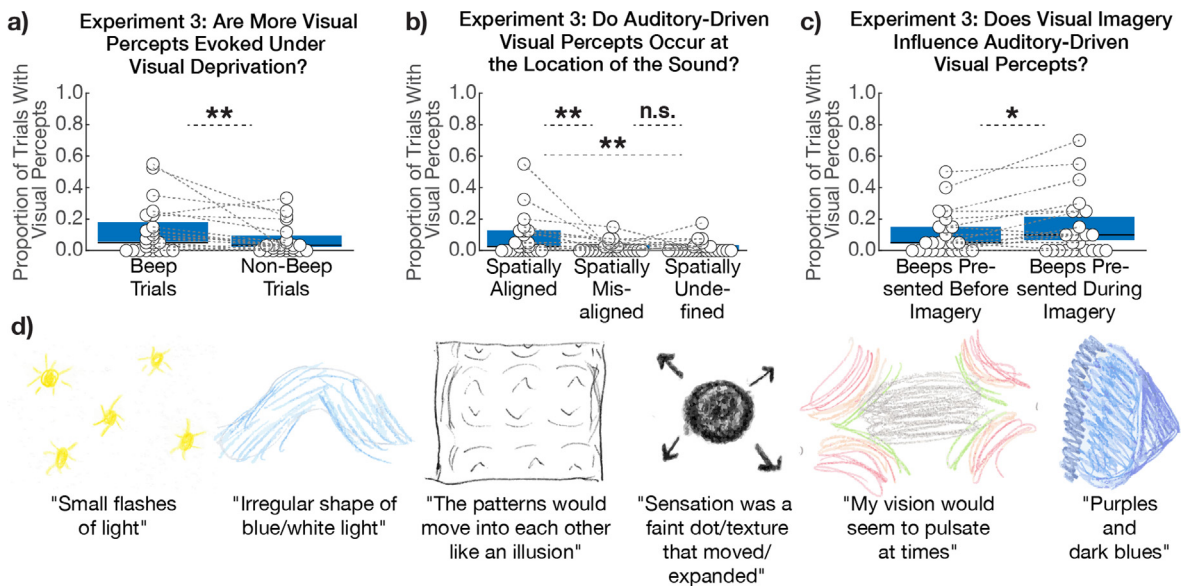 a)
Experiment 3: Are More Visual
Percepts Evoked Under
Visual Deprivation?
Proportion of Trials With
Visual Percepts
1.0
0.8
0.6
0.4
0.2
0.0
**
Beep
Trials
Non-Beep
Trials
b)
Experiment 3: Do Auditory-Driven
Visual Percepts Occur at
the Location of the Sound?
Proportion of Trials With
Visual Percepts
1.0
0.8
0.6
0.4
0.2
0.0
**
n.s.
**
Spatially
Aligned
Spatially
Mis-
aligned
Spatially
Unde-
fined
c)
Experiment 3: Does Visual Imagery
Influence Auditory-Driven
Visual Percepts?
Proportion of Trials With
Visual Percepts
1.0
0.8
0.6
0.4
0.2
0.0
*
Beeps Pre-
sented Before
Imagery
Beeps Pre-
sented During
Imagery
d)
"Small flashes
of light"
"Irregular shape of
blue/white light"
"The patterns would
move into each other
like an illusion"
"Sensation was a
faint dot/texture
that moved/
expanded"
"My vision would
seem to pulsate
at times"
"Purples
and
dark blues"